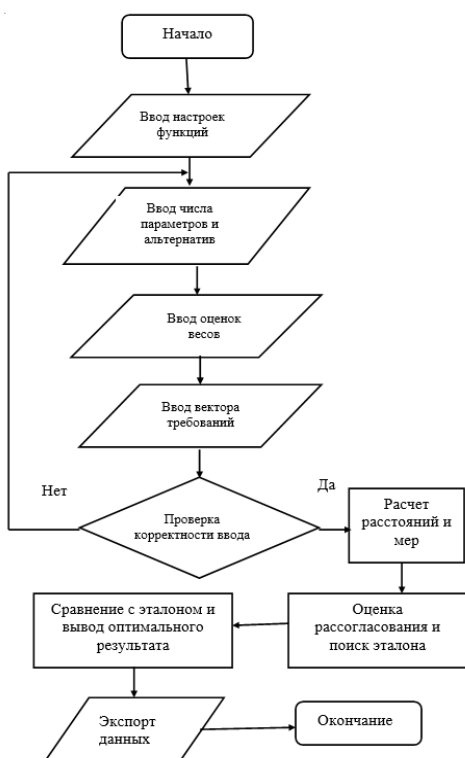 Начало
Ввод настроек
функций
Ввод числа
параметров и
альтернатив
Ввод оценок
весов
Ввод вектора
требований
Нет
Да
Проверка
корректности ввода
Расчет
расстояний и
мер
Сравнение с эталоном и
вывод оптимального
результата
Оценка
рассогласования и
поиск эталона
Экспорт
данных
Окончание